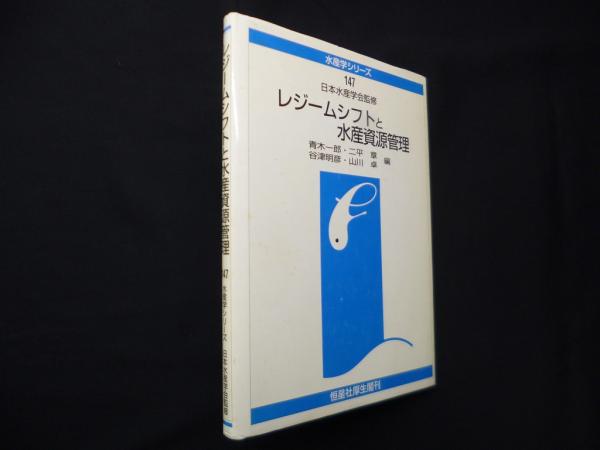 水産学シリーズ
147
日本水産学会監修
レジームシフトと
水産資源管理
青木一郎・二平 章
谷津明彦・山川 卓 編
恒星社厚生閣刊
レジームシフトと水産資源管理
147
水産学シリーズ 日本水産学会監修